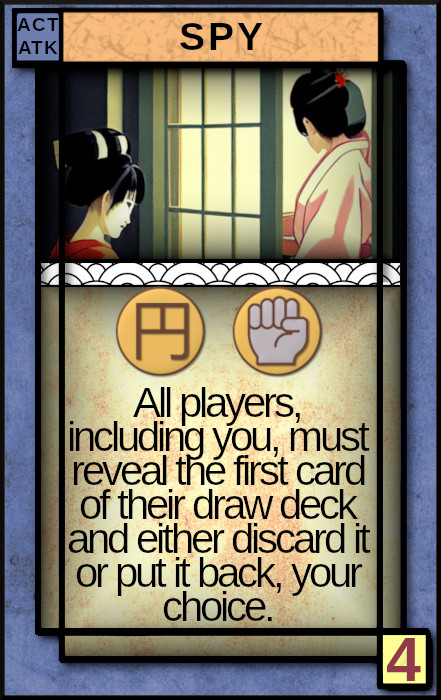 ACT
ATK
SPY
円
All players,
including you, must
reveal the first card
of their draw deck
and either discard it
or put it back, your
choice.
4